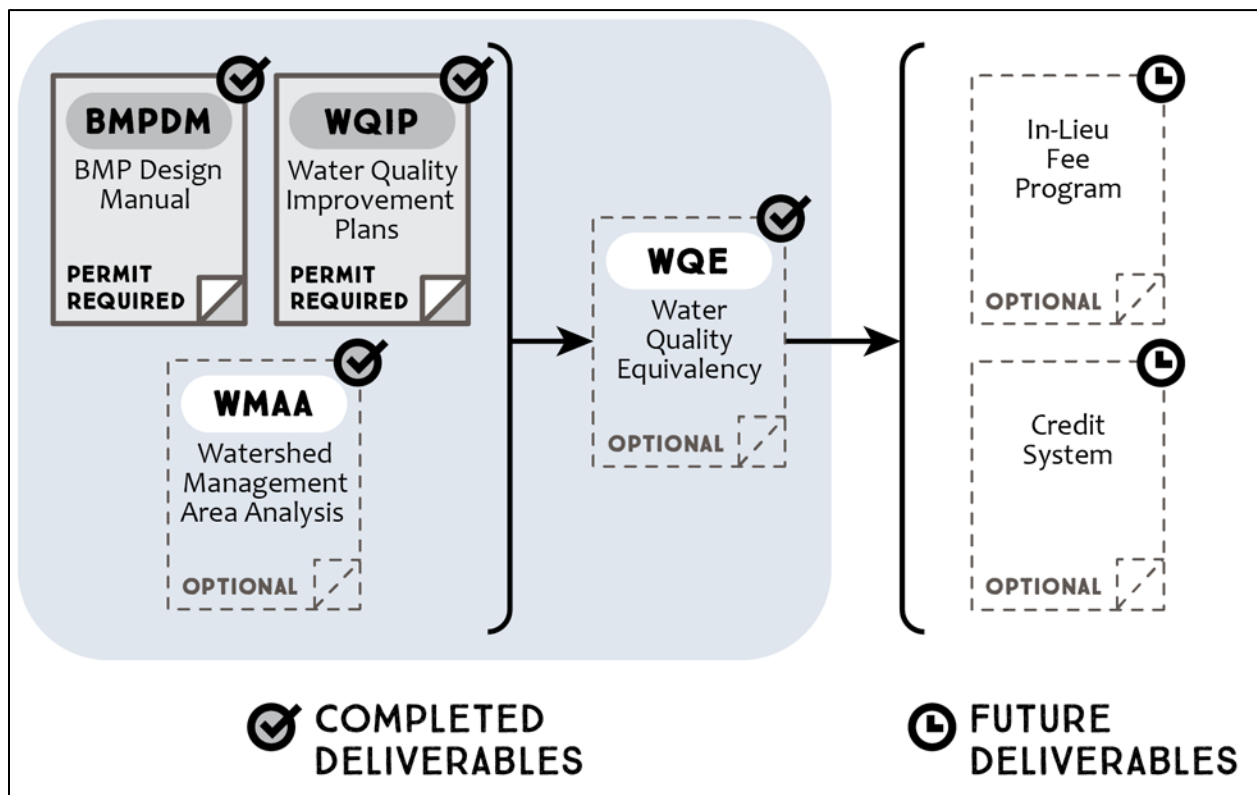 BMPDM
BMP Design
Manual
PERMIT
REQUIRED
WQIP
Water Quality
Improvement
Plans
PERMIT
REQUIRED
WMAA
Watershed
Management
Area Analysis
OPTIONAL
WQE
Water
Quality
Equivalency
OPTIONAL
In-Lieu
Fee
Program
OPTIONAL
Credit
System
OPTIONAL
COMPLETED
DELIVERABLES
FUTURE
DELIVERABLES